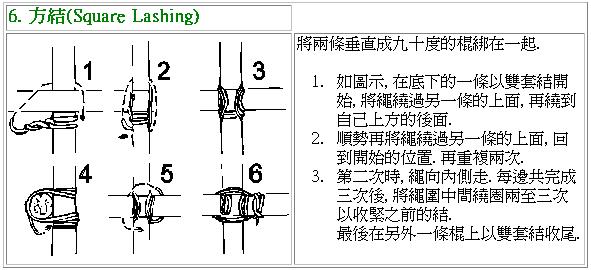 6. 方結(Square Lashing)
1
2
3
4
5
6
將兩條垂直成九十度的棍綁在一起.
1. 如圖示, 在底下的一條以雙套結開
始, 將繩繞過另一條的上面, 再繞到
自己上方的後面.
2. 順勢再將繩繞過另一條的上面, 回
到開始的位置. 再重複兩次.
3. 第二次時, 繩向內側走. 每邊共完成
三次後, 將繩圍中間繞圈兩至三次
以收緊之前的結.
最後在另外一條棍上以雙套結收尾.